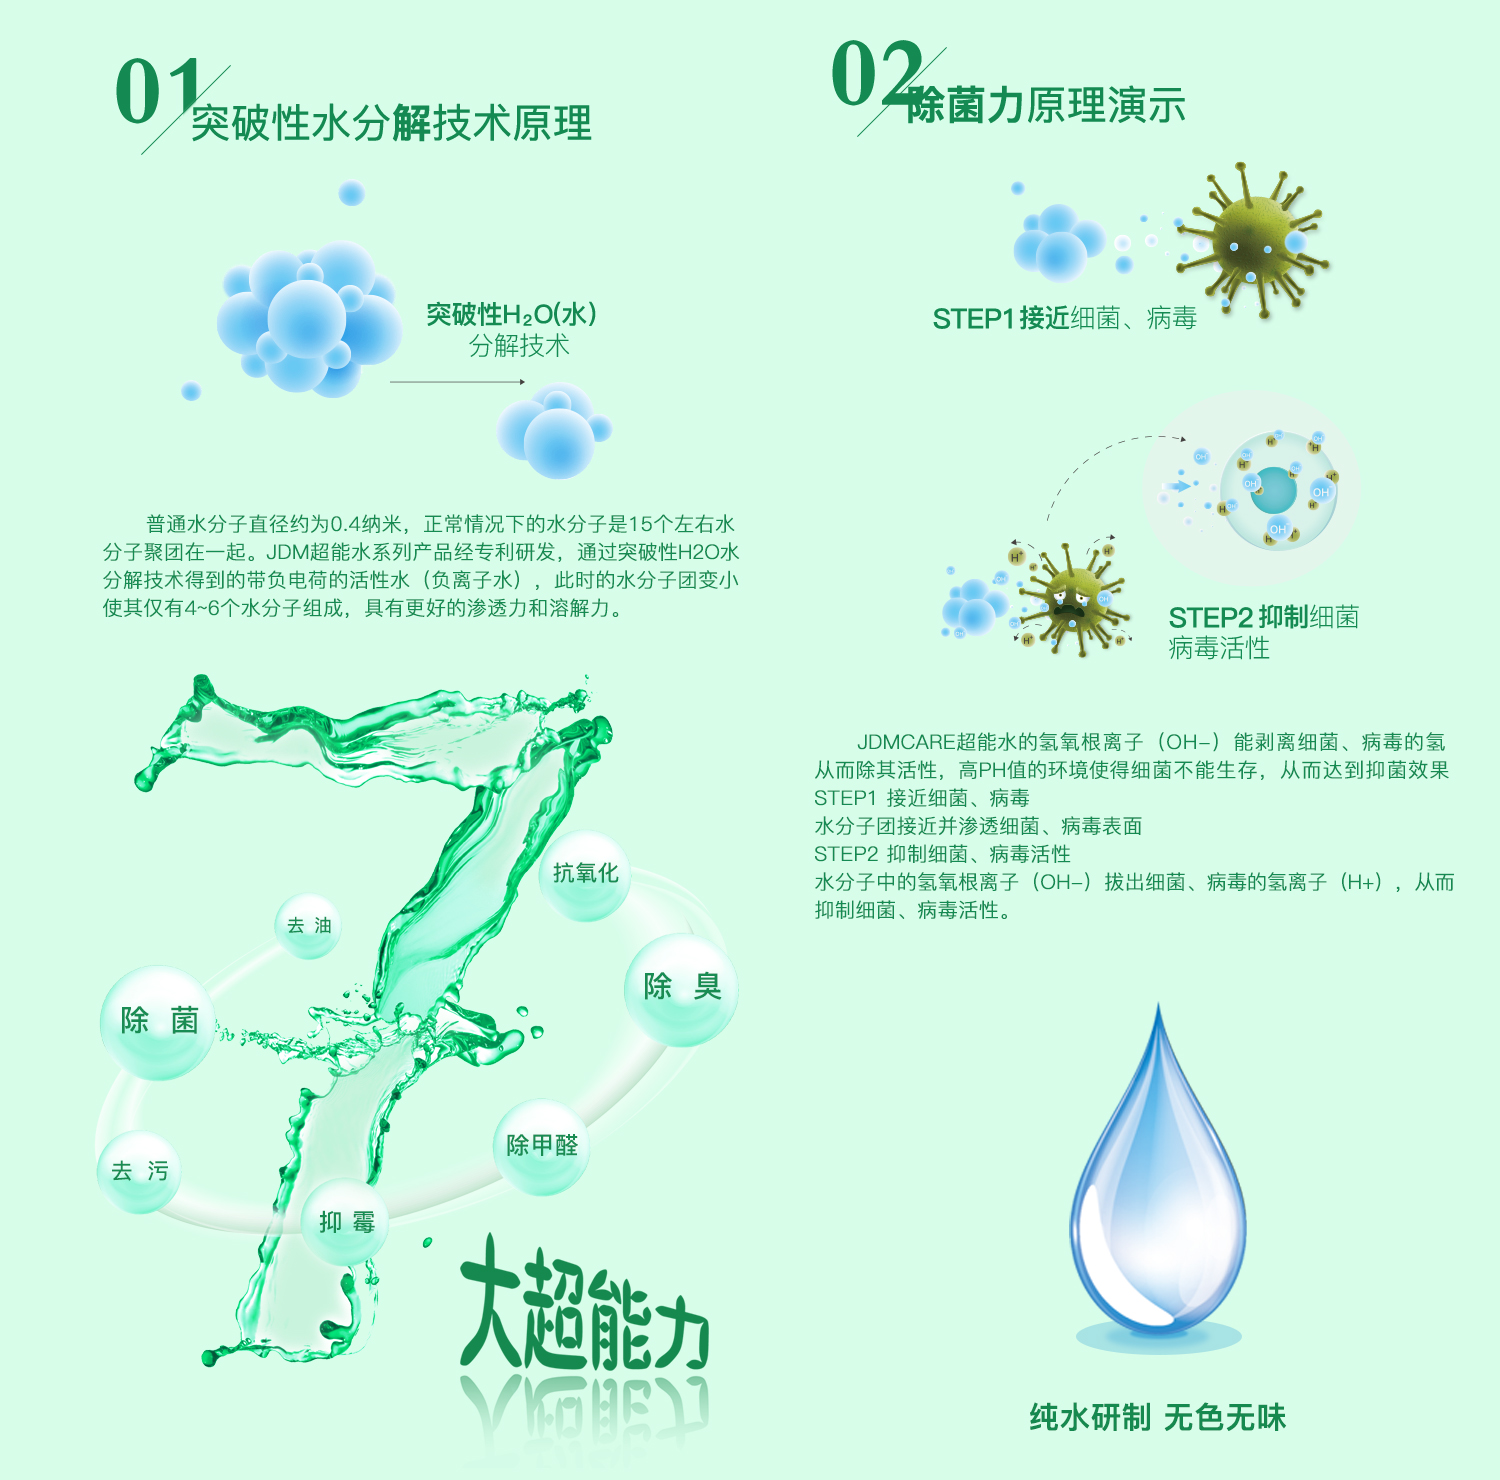 01
突破性水分解技术原理
突破性H₂O(水)
分解技术
普通水分子直径约为0.4纳米，正常情况下的水分子是15个左右水
分子聚团在一起。JDM超能水系列产品经专利研发，通过突破性H2O水
分解技术得到的带负电荷的活性水（负离子水），此时的水分子团变小
使其仅有4~6个水分子组成，具有更好的渗透力和溶解力。
抗氧化
去 油
除 臭
除 菌
除甲醛
去 污
抑 霉
大超能力
02
除菌力原理演示
STEP1接近细菌、病毒
OH
OH
OH
OH
H⁺
H⁺
H⁺
H⁺
STEP2 抑制细菌
病毒活性
JDMCARE超能水的氢氧根离子（OH-）能剥离细菌、病毒的氢
从而除其活性，高PH值的环境使得细菌不能生存，从而达到抑菌效果
STEP1 接近细菌、病毒
水分子团接近并渗透细菌、病毒表面
STEP2 抑制细菌、病毒活性
水分子中的氢氧根离子（OH-）拔出细菌、病毒的氢离子（H+），从而
抑制细菌、病毒活性。
纯水研制 无色无味